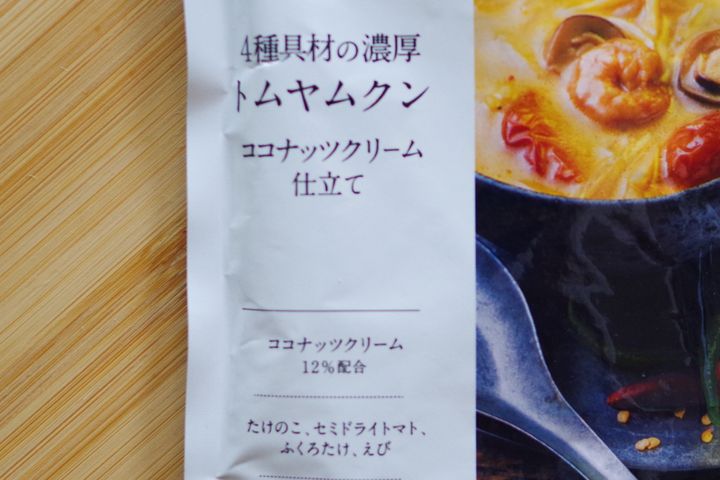 4種具材の濃厚
トムヤムクン
ココナッツクリーム
仕立て
ココナッツクリーム
12%配合
たけのこ、セミドライトマト、
ふくろたけ、えび